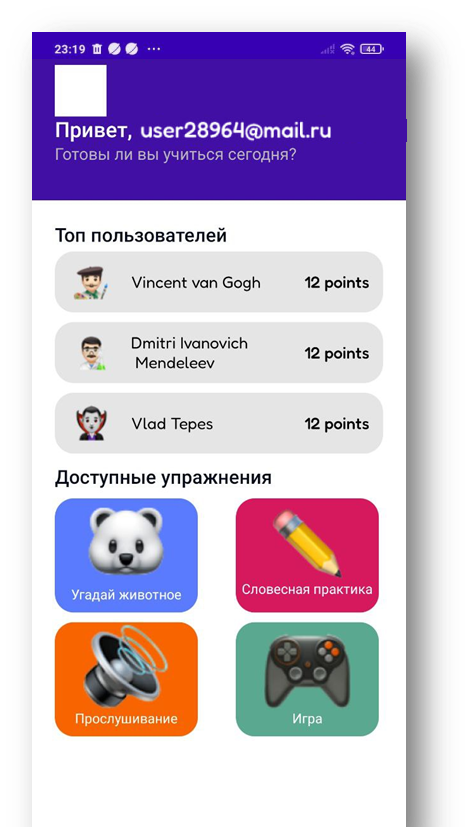 23:19 ··· 44
Привет, user28964@mail.ru
Готовы ли вы учиться сегодня?
Топ пользователей
Vincent van Gogh 12 points
Dmitri Ivanovich
Mendeleev 12 points
Vlad Tepes 12 points
Доступные упражнения
Угадай животное Словесная практика
Прослушивание Игра